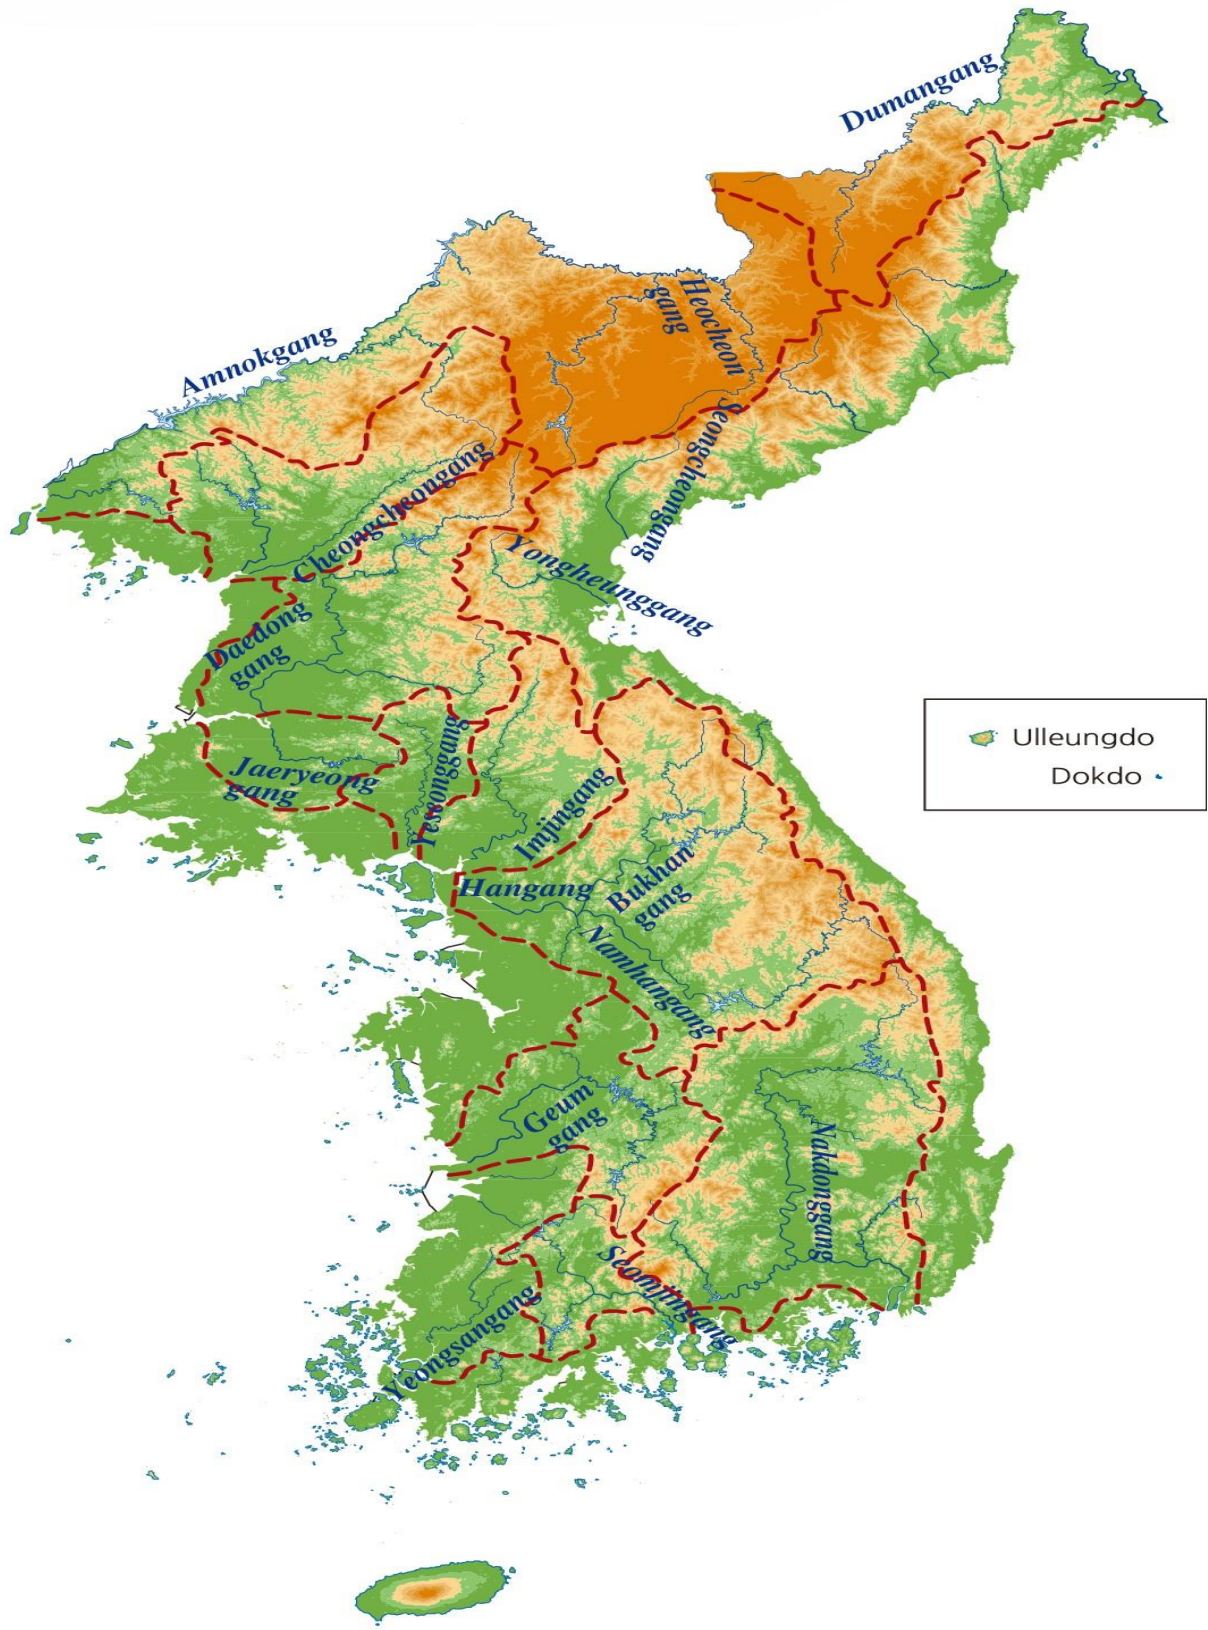 Dumangang
Heocheon
gang
Amnokgang
Seongcheongang
Cheongcheongang
Yongheunggang
Daedong
gang
Ulleungdo
Dokdo
Jaeryeong
gang
Yeseonggang
Imjingang
Hangang
Bukhan
gang
Namhangang
Geum
gang
Nakdonggang
Seomjingang
Yeongsangang